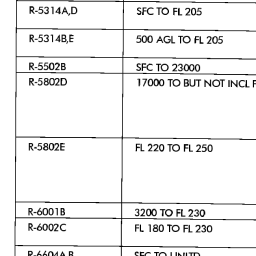 R-5314A,D SFC TO FL 205
R-5314B,E 500 AGL TO FL 205
R-5502B SFC TO 23000
R-5802D 17000 TO BUT NOT INCL F
R-5802E FL 220 TO FL 250
R-6001B 3200 TO FL 230
R-6002C FL 180 TO FL 230
R-6604A,B SFC TO UNLTD